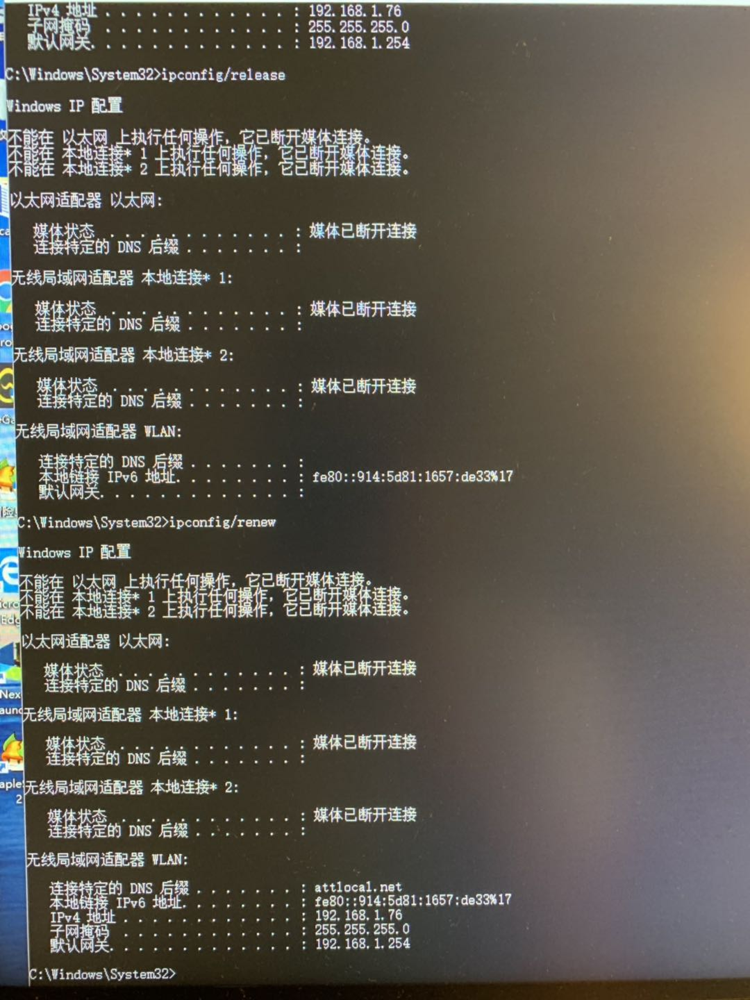 IPv4 地址 . . . . . . . . . . . . : 192.168.1.76
子网掩码 . . . . . . . . . . . . : 255.255.255.0
默认网关. . . . . . . . . . . . . : 192.168.1.254
C:\Windows\System32>ipconfig/release
Windows IP 配置
不能在 以太网 上执行任何操作，它已断开媒体连接。
不能在 本地连接* 1 上执行任何操作，它已断开媒体连接。
不能在 本地连接* 2 上执行任何操作，它已断开媒体连接。
以太网适配器 以太网:
媒体状态 . . . . . . . . . . . . : 媒体已断开连接
连接特定的 DNS 后缀 . . . . . . . :
无线局域网适配器 本地连接* 1:
媒体状态 . . . . . . . . . . . . : 媒体已断开连接
连接特定的 DNS 后缀 . . . . . . . :
无线局域网适配器 本地连接* 2:
媒体状态 . . . . . . . . . . . . : 媒体已断开连接
连接特定的 DNS 后缀 . . . . . . . :
无线局域网适配器 WLAN:
连接特定的 DNS 后缀 . . . . . . . :
本地链接 IPv6 地址. . . . . . . . : fe80::914:5d81:1657:de33%17
默认网关. . . . . . . . . . . . . :
C:\Windows\System32>ipconfig/renew
Windows IP 配置
不能在 以太网 上执行任何操作，它已断开媒体连接。
不能在 本地连接* 1 上执行任何操作，它已断开媒体连接。
不能在 本地连接* 2 上执行任何操作，它已断开媒体连接。
以太网适配器 以太网:
媒体状态 . . . . . . . . . . . . : 媒体已断开连接
连接特定的 DNS 后缀 . . . . . . . :
无线局域网适配器 本地连接* 1:
媒体状态 . . . . . . . . . . . . : 媒体已断开连接
连接特定的 DNS 后缀 . . . . . . . :
无线局域网适配器 本地连接* 2:
媒体状态 . . . . . . . . . . . . : 媒体已断开连接
连接特定的 DNS 后缀 . . . . . . . :
无线局域网适配器 WLAN:
连接特定的 DNS 后缀 . . . . . . . : attlocal.net
本地链接 IPv6 地址. . . . . . . . : fe80::914:5d81:1657:de33%17
IPv4 地址 . . . . . . . . . . . . : 192.168.1.76
子网掩码 . . . . . . . . . . . . : 255.255.255.0
默认网关. . . . . . . . . . . . . : 192.168.1.254
C:\Windows\System32>